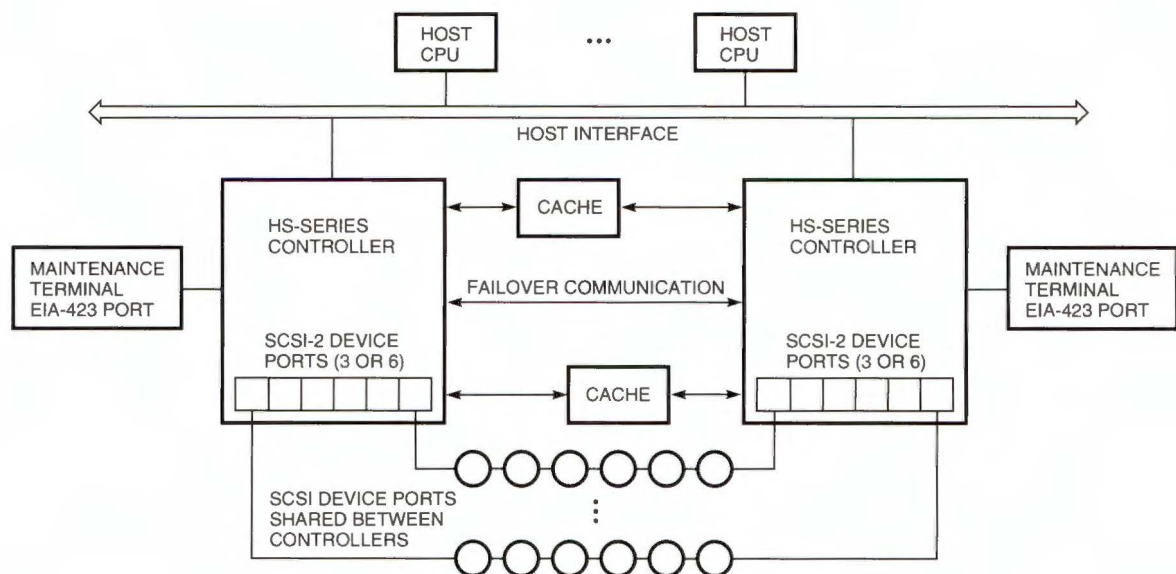 HOST
CPU
...
HOST
CPU
HOST INTERFACE
HS-SERIES
CONTROLLER
CACHE
HS-SERIES
CONTROLLER
MAINTENANCE
TERMINAL
EIA-423 PORT
FAILOVER COMMUNICATION
MAINTENANCE
TERMINAL
EIA-423 PORT
SCSI-2 DEVICE
PORTS (3 OR 6)
CACHE
SCSI-2 DEVICE
PORTS (3 OR 6)
SCSI DEVICE PORTS
SHARED BETWEEN
CONTROLLERS